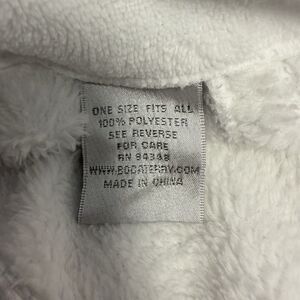 ONE SIZE FITS ALL
100% POLYESTER
SEE REVERSE
FOR CARE
RN 94348
WWW.BOCATERRY.COM
MADE IN CHINA